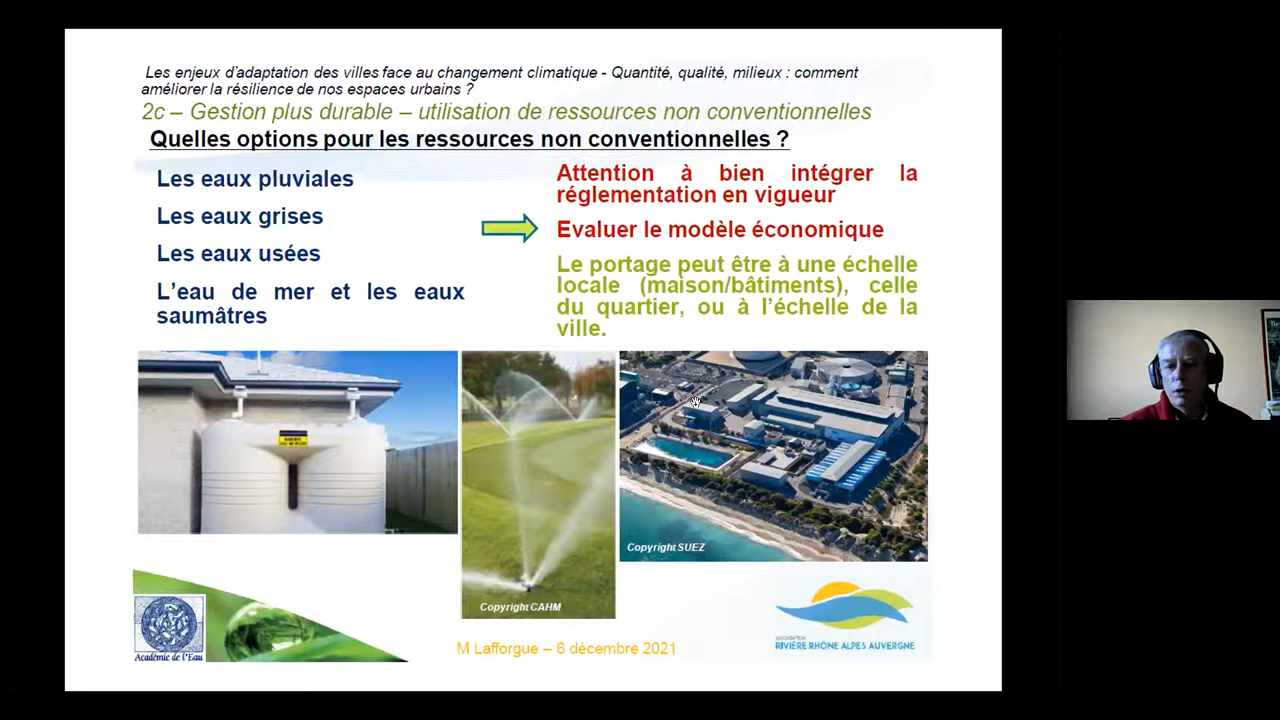 Les enjeux d'adaptation des villes face au changement climatique - Quantité, qualité, milieux : comment
améliorer la résilience de nos espaces urbains ?
2c – Gestion plus durable – utilisation de ressources non conventionnelles
Quelles options pour les ressources non conventionnelles ?
Les eaux pluviales
Les eaux grises
Les eaux usées
L'eau de mer et les eaux
saumâtres
Attention à bien intégrer la
réglementation en vigueur
Evaluer le modèle économique
Le portage peut être à une échelle
locale (maison/bâtiments), celle
du quartier, ou à l'échelle de la
ville.
Copyright CAHM
Copyright SUEZ
Académie de l'Eau
M Lafforgue – 6 décembre 2021
association
RIVIÈRE RHÔNE ALPES AUVERGNE